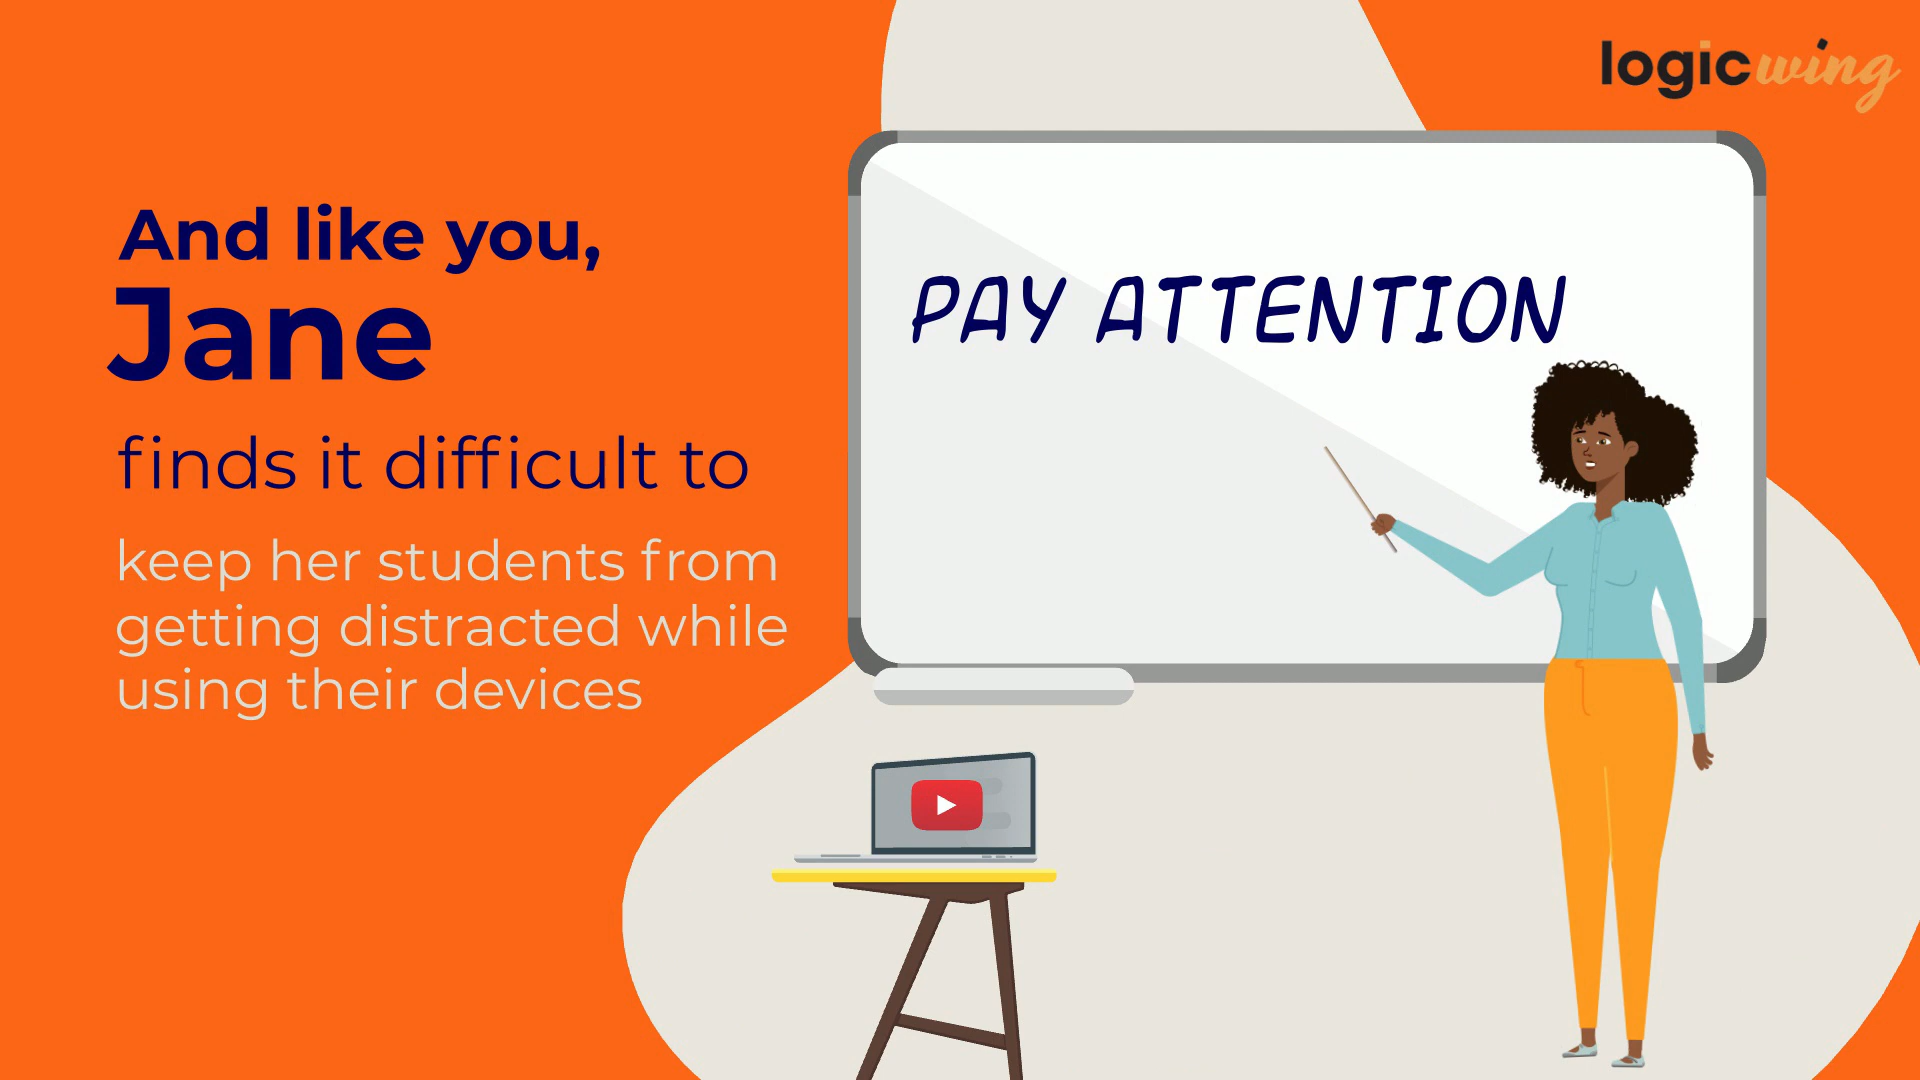 logicwing
And like you,
Jane
finds it difficult to
keep her students from
getting distracted while
using their devices
PAY ATTENTION